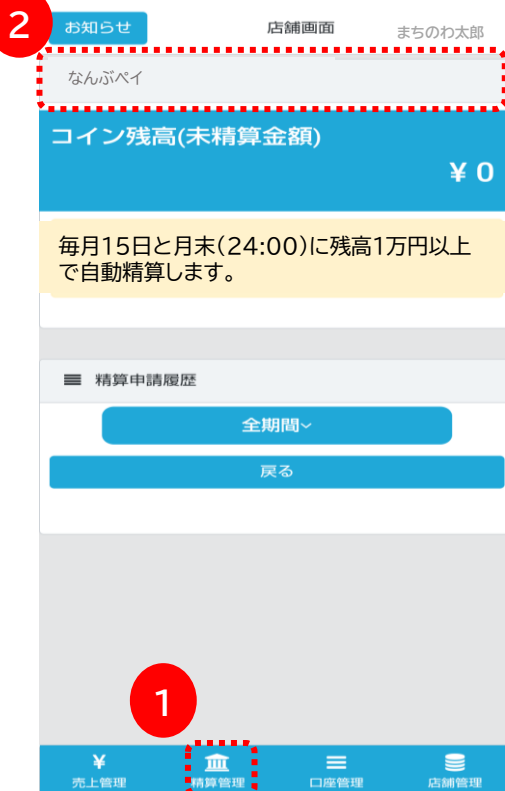 2
お知らせ
店舗画面
まちのわ太郎
なんぶペイ
コイン残高(未精算金額)
¥ 0
毎月15日と月末(24:00)に残高1万円以上
で自動精算します。
精算申請履歴
全期間
戻る
1
¥
売上管理
精算管理
口座管理
店舗管理